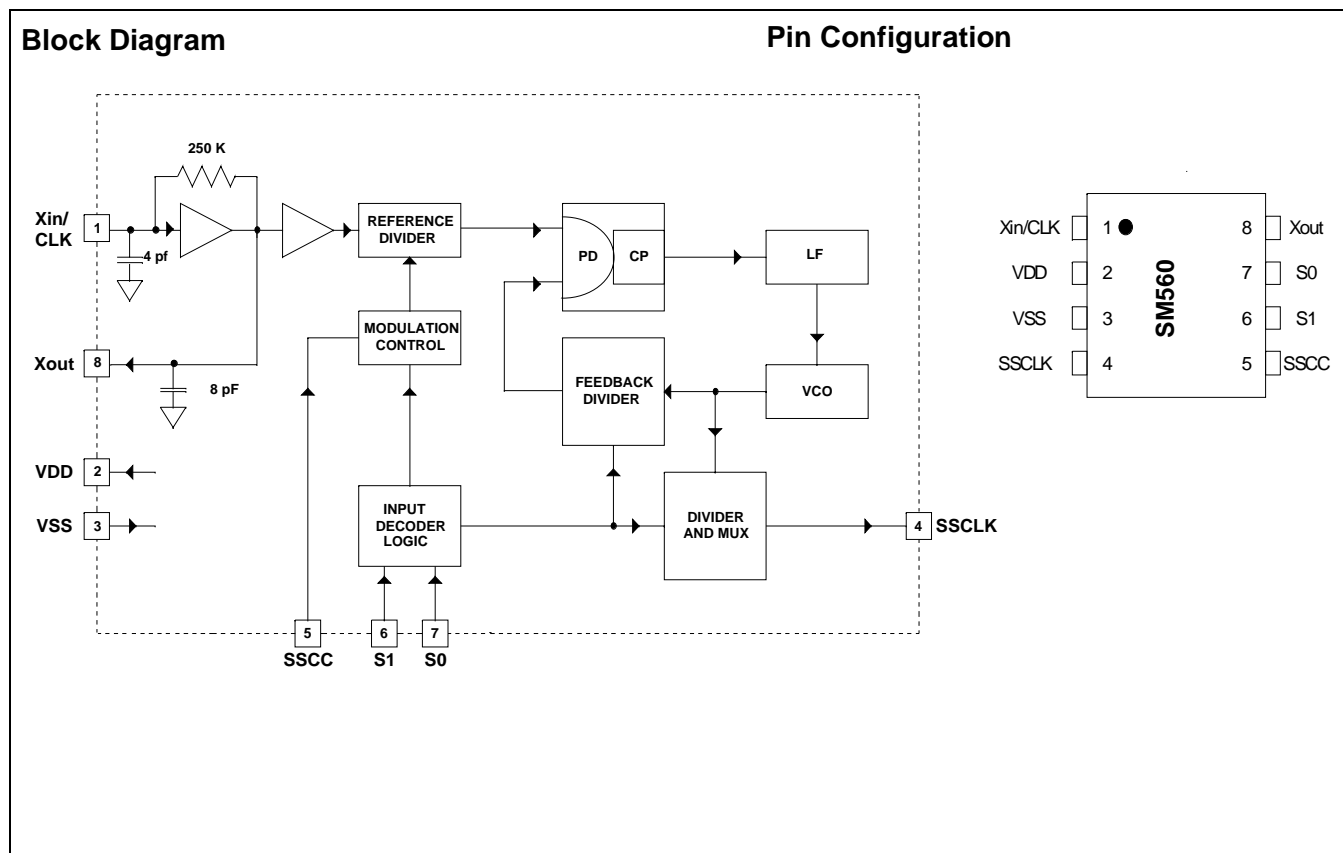 Block Diagram
Pin Configuration
250 K
Xin/
CLK
1
4 pf
REFERENCE
DIVIDER
PD
CP
LF
MODULATION
CONTROL
Xout
8
8 pF
FEEDBACK
DIVIDER
VCO
VDD
2
VSS
3
INPUT
DECODER
LOGIC
DIVIDER
AND MUX
4
SSCLK
5
6
7
SSCC
S1
S0
Xin/CLK
1
8
Xout
VDD
2
7
S0
VSS
3
6
S1
SSCLK
4
5
SSCC
SM560